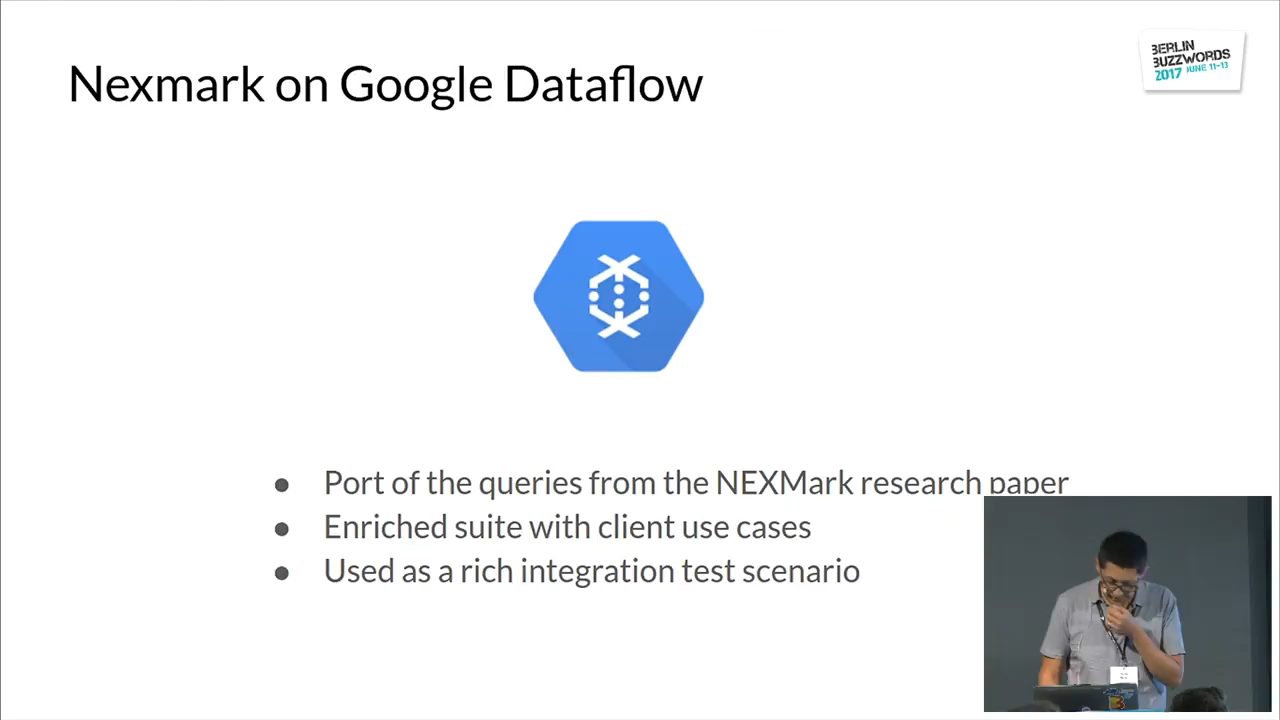 Nexmark on Google Dataflow
BERLIN
BUZZWORDS
2017 JUNE 11-13
● Port of the queries from the NEXMark research paper
● Enriched suite with client use cases
● Used as a rich integration test scenario